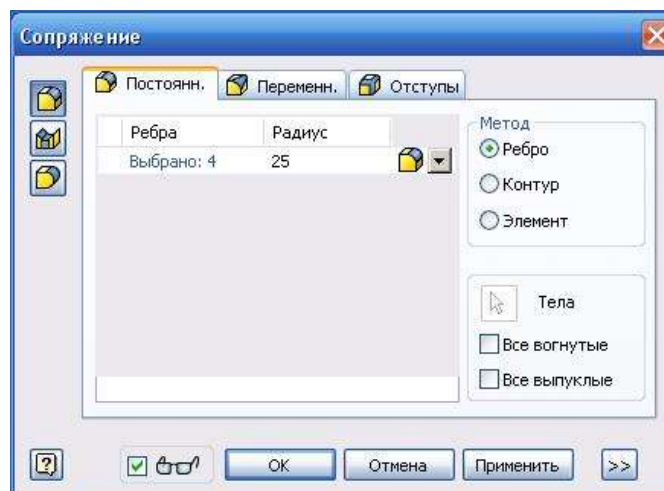 Сопряжение
Постоянн. Переменн. Отступы
Ребра Радиус
Выбрано: 4 25
Метод
Ребро
Контур
Элемент
Тела
Все вогнутые
Все выпуклые
? OK Отмена Применить >>